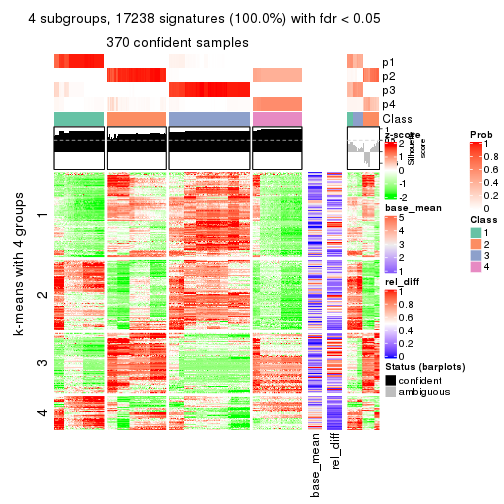 4 subgroups, 17238 signatures (100.0%) with fdr < 0.05
370 confident samples
p1
p2
p3
p4
Class
1
z-score
2
1
0
-1
-2
Silhouette
score
Prob
1
0.8
0.6
0.4
0.2
0
base_mean
5
4
3
2
1
Class
1
2
3
4
rel_diff
1
0.8
0.6
0.4
0.2
0
Status (barplots)
confident
ambiguous
k-means with 4 groups
1
2
3
4
base_mean
rel_diff